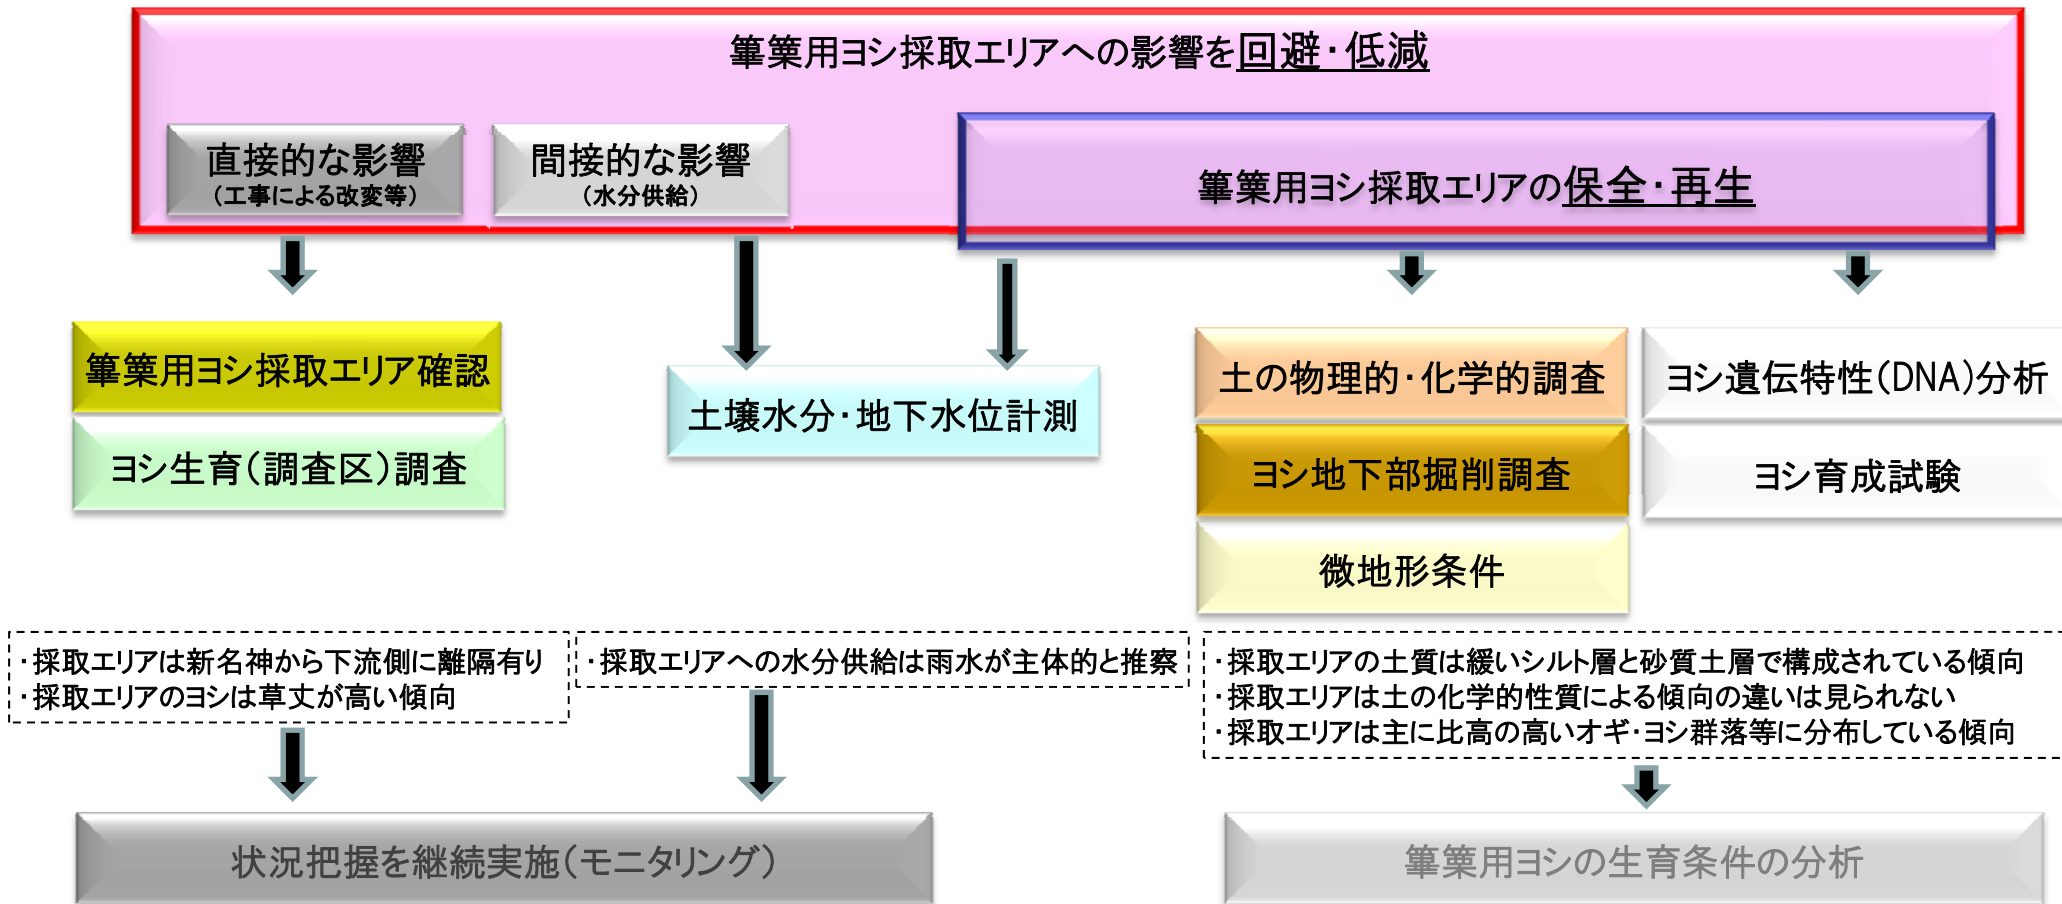 篳篥用ヨシ採取エリアへの影響を回避・低減
直接的な影響
（工事による改変等）
間接的な影響
（水分供給）
篳篥用ヨシ採取エリアの保全・再生
篳篥用ヨシ採取エリア確認
ヨシ生育（調査区）調査
土壌水分・地下水位計測
土の物理的・化学的調査
ヨシ地下部掘削調査
微地形条件
ヨシ遺伝特性（DNA）分析
ヨシ育成試験
・採取エリアは新名神から下流側に離隔有り
・採取エリアのヨシは草丈が高い傾向
・採取エリアへの水分供給は雨水が主体的と推察
・採取エリアの土質は緩いシルト層と砂質土層で構成されている傾向
・採取エリアは土の化学的性質による傾向の違いは見られない
・採取エリアは主に比高の高いオギ・ヨシ群落等に分布している傾向
状況把握を継続実施（モニタリング）
篳篥用ヨシの生育条件の分析